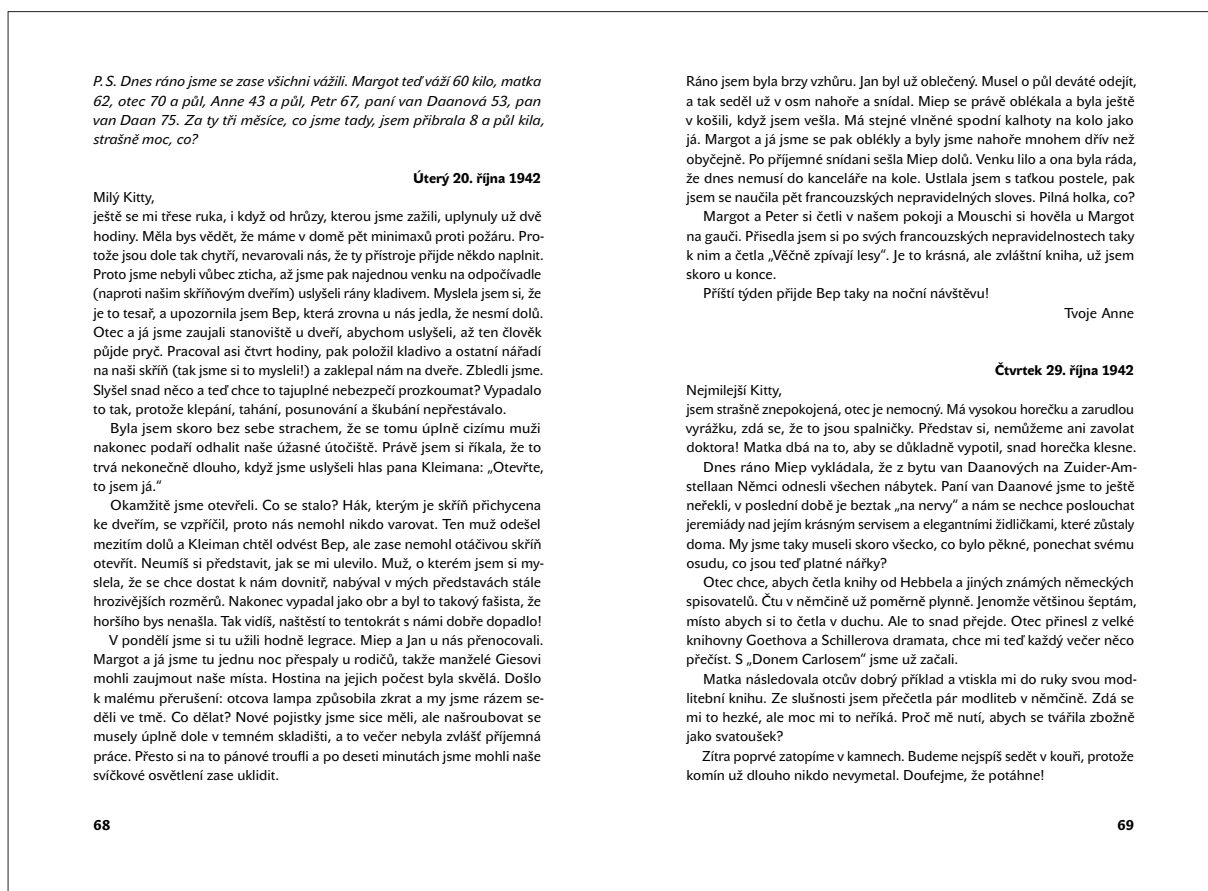 P. S. Dnes ráno jsme se zase všichni vážili. Margot teď váží 60 kilo, matka
62, otec 70 a půl, Anne 43 a půl, Petr 67, paní van Daanová 53, pan
van Daan 75. Za ty tři měsíce, co jsme tady, jsem přibrala 8 a půl kila,
strašně moc, co?
Úterý 20. října 1942
Milý Kitty,
ještě se mi třese ruka, i když od hrůzy, kterou jsme zažili, uplynuly už dvě
hodiny. Měla bys vědět, že máme v domě pět minimaxů proti požáru. Pro-
tože jsou dole tak chytří, nevarovali nás, že ty přístroje přijde někdo naplnit.
Proto jsme nebyli vůbec zticha, až jsme pak najednou venku na odpočívadle
(naproti našim skříňovým dveřím) uslyšeli rány kladivem. Myslela jsem si, že
je to tesař, a upozornila jsem Bep, která zrovna u nás jedla, že nesmí dolů.
Otec a já jsme zaujali stanoviště u dveří, abychom uslyšeli, až ten člověk
půjde pryč. Pracoval asi čtvrt hodiny, pak položil kladivo a ostatní nářadí
na naši skříň (tak jsme si to mysleli!) a zaklepal nám na dveře. Zbledli jsme.
Slyšel snad něco a teď chce to tajuplné nebezpečí prozkoumat? Vypadalo
to tak, protože klepání, tahání, posunování a škubání nepřestávalo.
Byla jsem skoro bez sebe strachem, že se tomu úplně cizímu muži
nakonec podaří odhalit naše úžasné útočiště. Právě jsem si říkala, že to
trvá nekonečně dlouho, když jsme uslyšeli hlas pana Kleimana: „Otevřte,
to jsem já.“
Okamžitě jsme otevřeli. Co se stalo? Hák, kterým je skříň přichycena
ke dveřím, se vzpříčil, proto nás nemohl nikdo varovat. Ten muž odešel
mezitím dolů a Kleiman chtěl odvést Bep, ale zase nemohl otáčivou skříň
otevřít. Neumíš si představit, jak se mi ulevilo. Muž, o kterém jsem si my-
slela, že se chce dostat k nám dovnitř, nabýval v mých představách stále
hrozivějších rozměrů. Nakonec vypadal jako obr a byl to takový fašista, že
horšího bys nenašla. Tak vidíš, naštěstí to tentokrát s námi dobře dopadlo!
V pondělí jsme si tu užili hodně legrace. Miep a Jan u nás přenocovali.
Margot a já jsme tu jednu noc přespaly u rodičů, takže manželé Giesovi
mohli zaujmout naše místa. Hostina na jejich počest byla skvělá. Došlo
k malému přerušení: otcova lampa způsobila zkrat a my jsme rázem se-
děli ve tmě. Co dělat? Nové pojistky jsme sice měli, ale našroubovat se
musely úplně dole v temném skladišti, a to večer nebyla zvlášť příjemná
práce. Přesto si na to pánové troufli a po deseti minutách jsme mohli naše
svíčkové osvětlení zase uklidit.
68
Ráno jsem byla brzy vzhůru. Jan byl už oblečený. Musel o půl deváté odejít,
a tak seděl už v osm nahoře a snídal. Miep se právě oblékala a byla ještě
v košili, když jsem vešla. Má stejné vlněné spodní kalhoty na kolo jako
já. Margot a já jsme se pak oblékly a byly jsme nahoře mnohem dřív než
obyčejně. Po příjemné snídani sešla Miep dolů. Venku lilo a ona byla ráda,
že dnes nemusí do kanceláře na kole. Ustlala jsem s taťkou postele, pak
jsem se naučila pět francouzských nepravidelných sloves. Pilná holka, co?
Margot a Peter si četli v našem pokoji a Mouschi si hověla u Margot
na gauči. Přisedla jsem si po svých francouzských nepravidelnostech taky
k nim a četla „Věčně zpívají lesy“. Je to krásná, ale zvláštní kniha, už jsem
skoro u konce.
Příští týden přijde Bep taky na noční návštěvu!
Tvoje Anne
Čtvrtek 29. října 1942
Nejmilejší Kitty,
jsem strašně znepokojená, otec je nemocný. Má vysokou horečku a zarudlou
vyrážku, zdá se, že to jsou spalničky. Představ si, nemůžeme ani zavolat
doktora! Matka dbá na to, aby se důkladně vypotil, snad horečka klesne.
Dnes ráno Miep vykládala, že z bytu van Daanových na Zuider-Am-
stellaan Němci odnesli všechen nábytek. Paní van Daanové jsme to ještě
neřekli, v poslední době je beztak „na nervy“ a nám se nechce poslouchat
jeremiády nad jejím krásným servisem a elegantními židličkami, které zůstaly
doma. My jsme taky museli skoro všecko, co bylo pěkné, ponechat svému
osudu, co jsou teď platné nářky?
Otec chce, abych četla knihy od Hebbela a jiných známých německých
spisovatelů. Čtu v němčině už poměrně plynně. Jenomže většinou šeptám,
místo abych si to četla v duchu. Ale to snad přejde. Otec přinesl z velké
knihovny Goethova a Schillerova dramata, chce mi teď každý večer něco
přečíst. S „Donem Carlosem“ jsme už začali.
Matka následovala otcův dobrý příklad a vtiskla mi do ruky svou mod-
litební knihu. Ze slušnosti jsem přečetla pár modliteb v němčině. Zdá se
mi to hezké, ale moc mi to neříká. Proč mě nutí, abych se tvářila zbožně
jako svatoušek?
Zítra poprvé zatopíme v kamnech. Budeme nejspíš sedět v kouři, protože
komín už dlouho nikdo nevymetal. Doufejme, že potáhne!
69